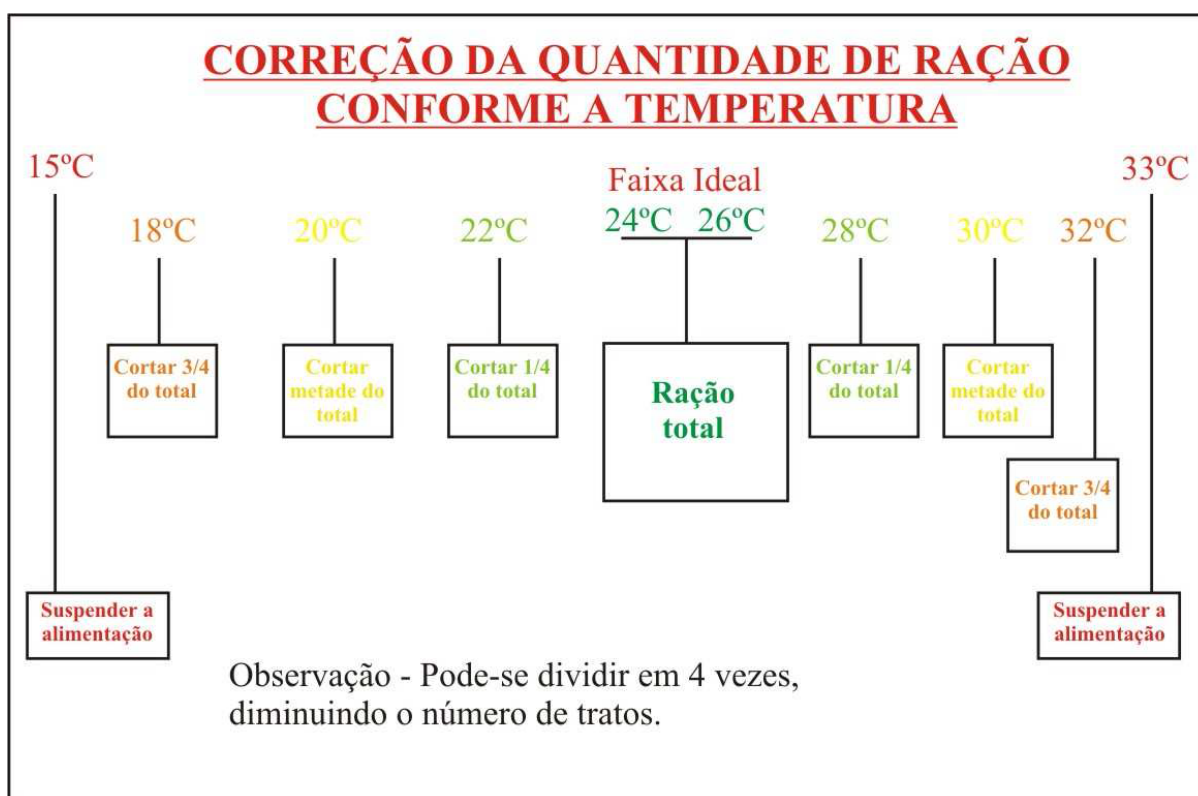 CORREÇÃO DA QUANTIDADE DE RAÇÃO
CONFORME A TEMPERATURA
15ºC
33ºC
Faixa Ideal
18ºC
20ºC
22ºC
24ºC 26ºC
28ºC
30ºC
32ºC
Cortar 3/4
do total
Cortar
metade do
total
Cortar 1/4
do total
Ração
total
Cortar 1/4
do total
Cortar
metade do
total
Cortar 3/4
do total
Suspender a
alimentação
Suspender a
alimentação
Observação - Pode-se dividir em 4 vezes,
diminuindo o número de tratos.